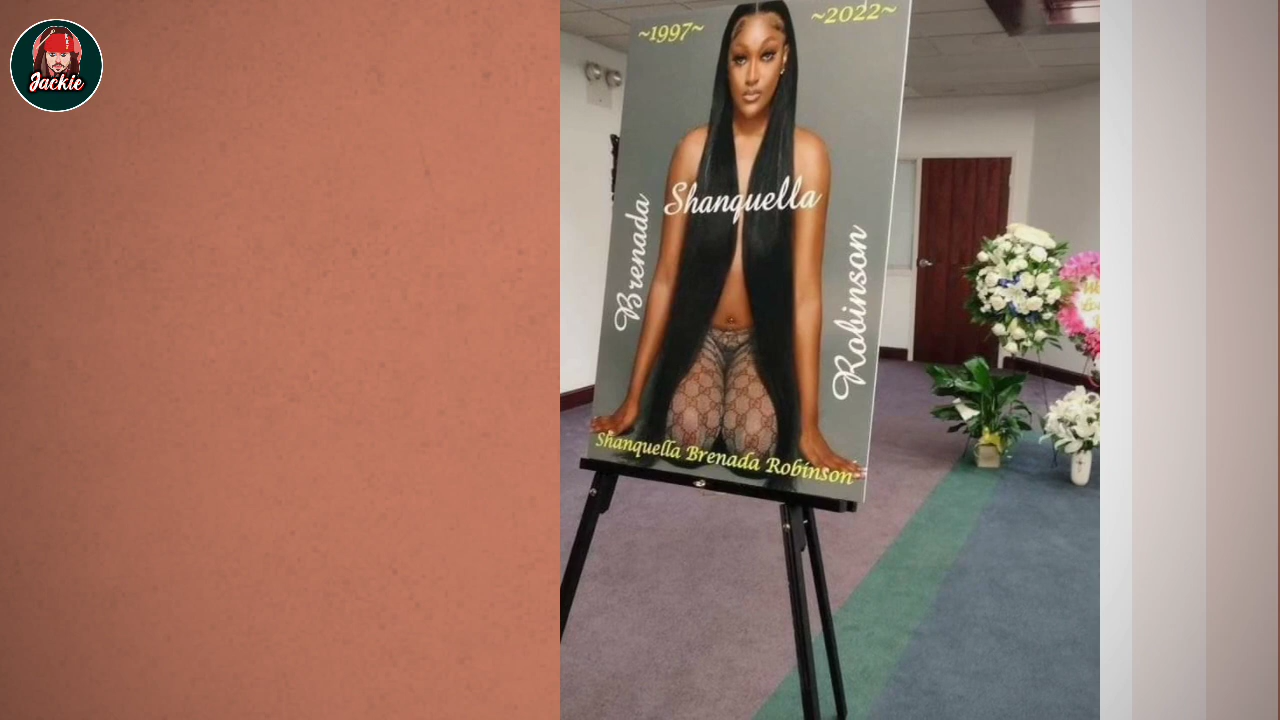 Jackie
~1997~
~2022~
Shanquella
Brenada
Robinson
Shanquella Brenada Robinson